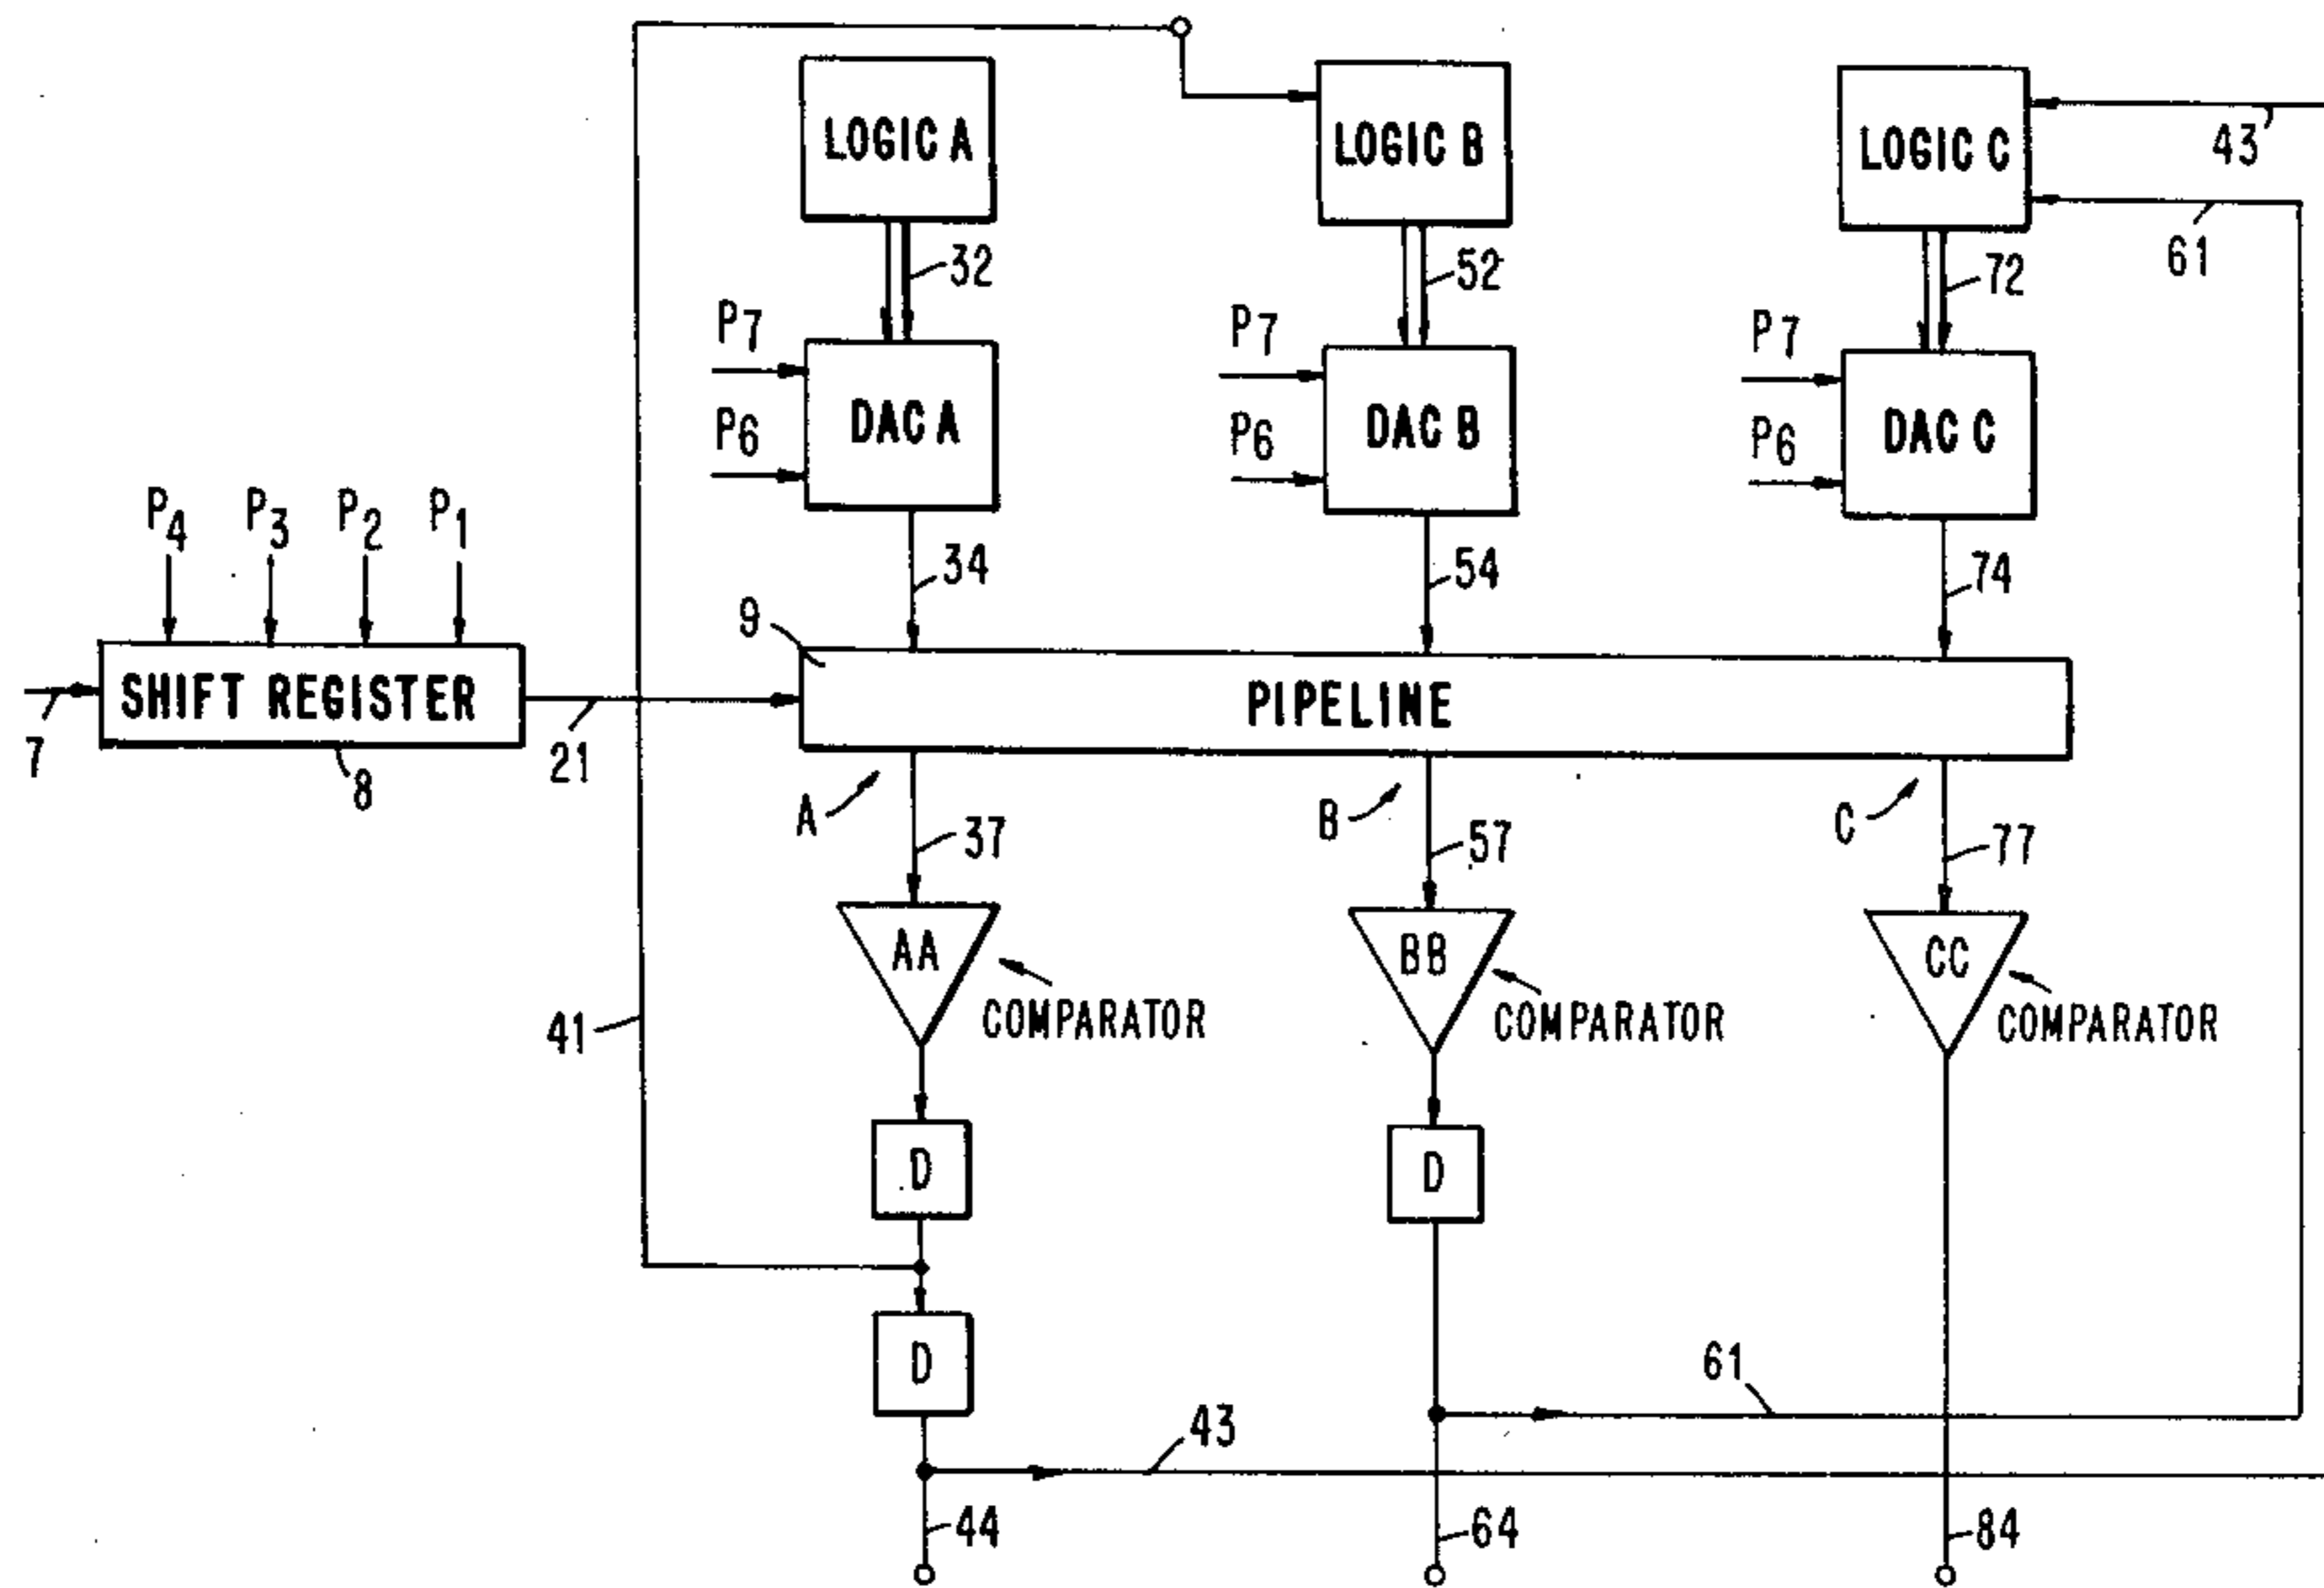 LOGIC A
LOGIC B
LOGIC C
43
61
32
52
72
P7
P7
P7
DAC A
DAC B
DAC C
P6
P6
P6
P4
P3
P2
P1
34
54
74
9
SHIFT REGISTER
PIPELINE
7
8
21
A
B
C
37
57
77
AA
BB
CC
COMPARATOR
COMPARATOR
COMPARATOR
41
D
D
D
61
43
44
64
84